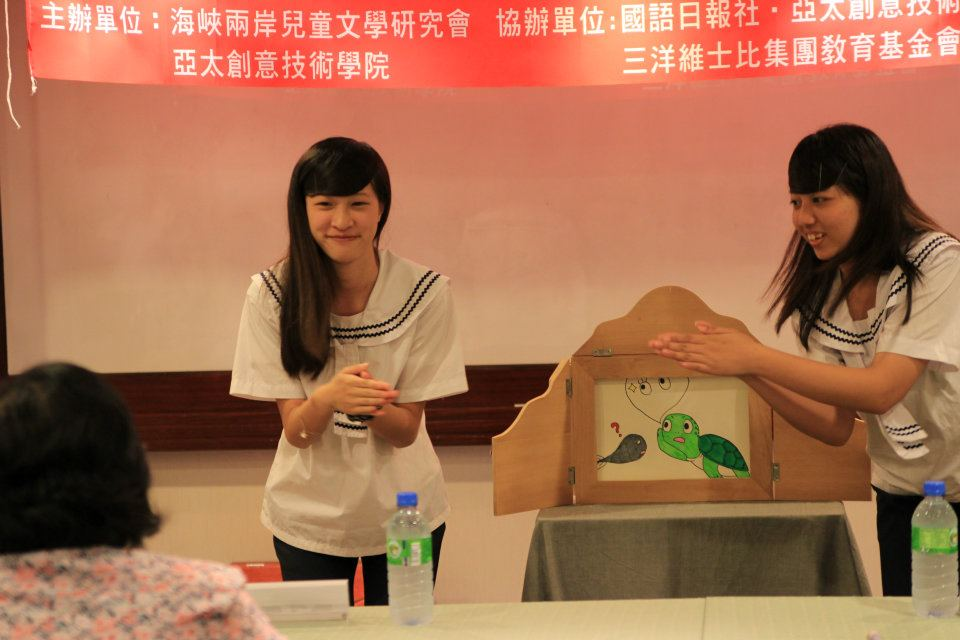 主辦單位：海峽兩岸兒童文學研究會 協辦單位:國語日報社·亞太創意技術
亞太創意技術學院 三洋維士比集團教育基金會
?